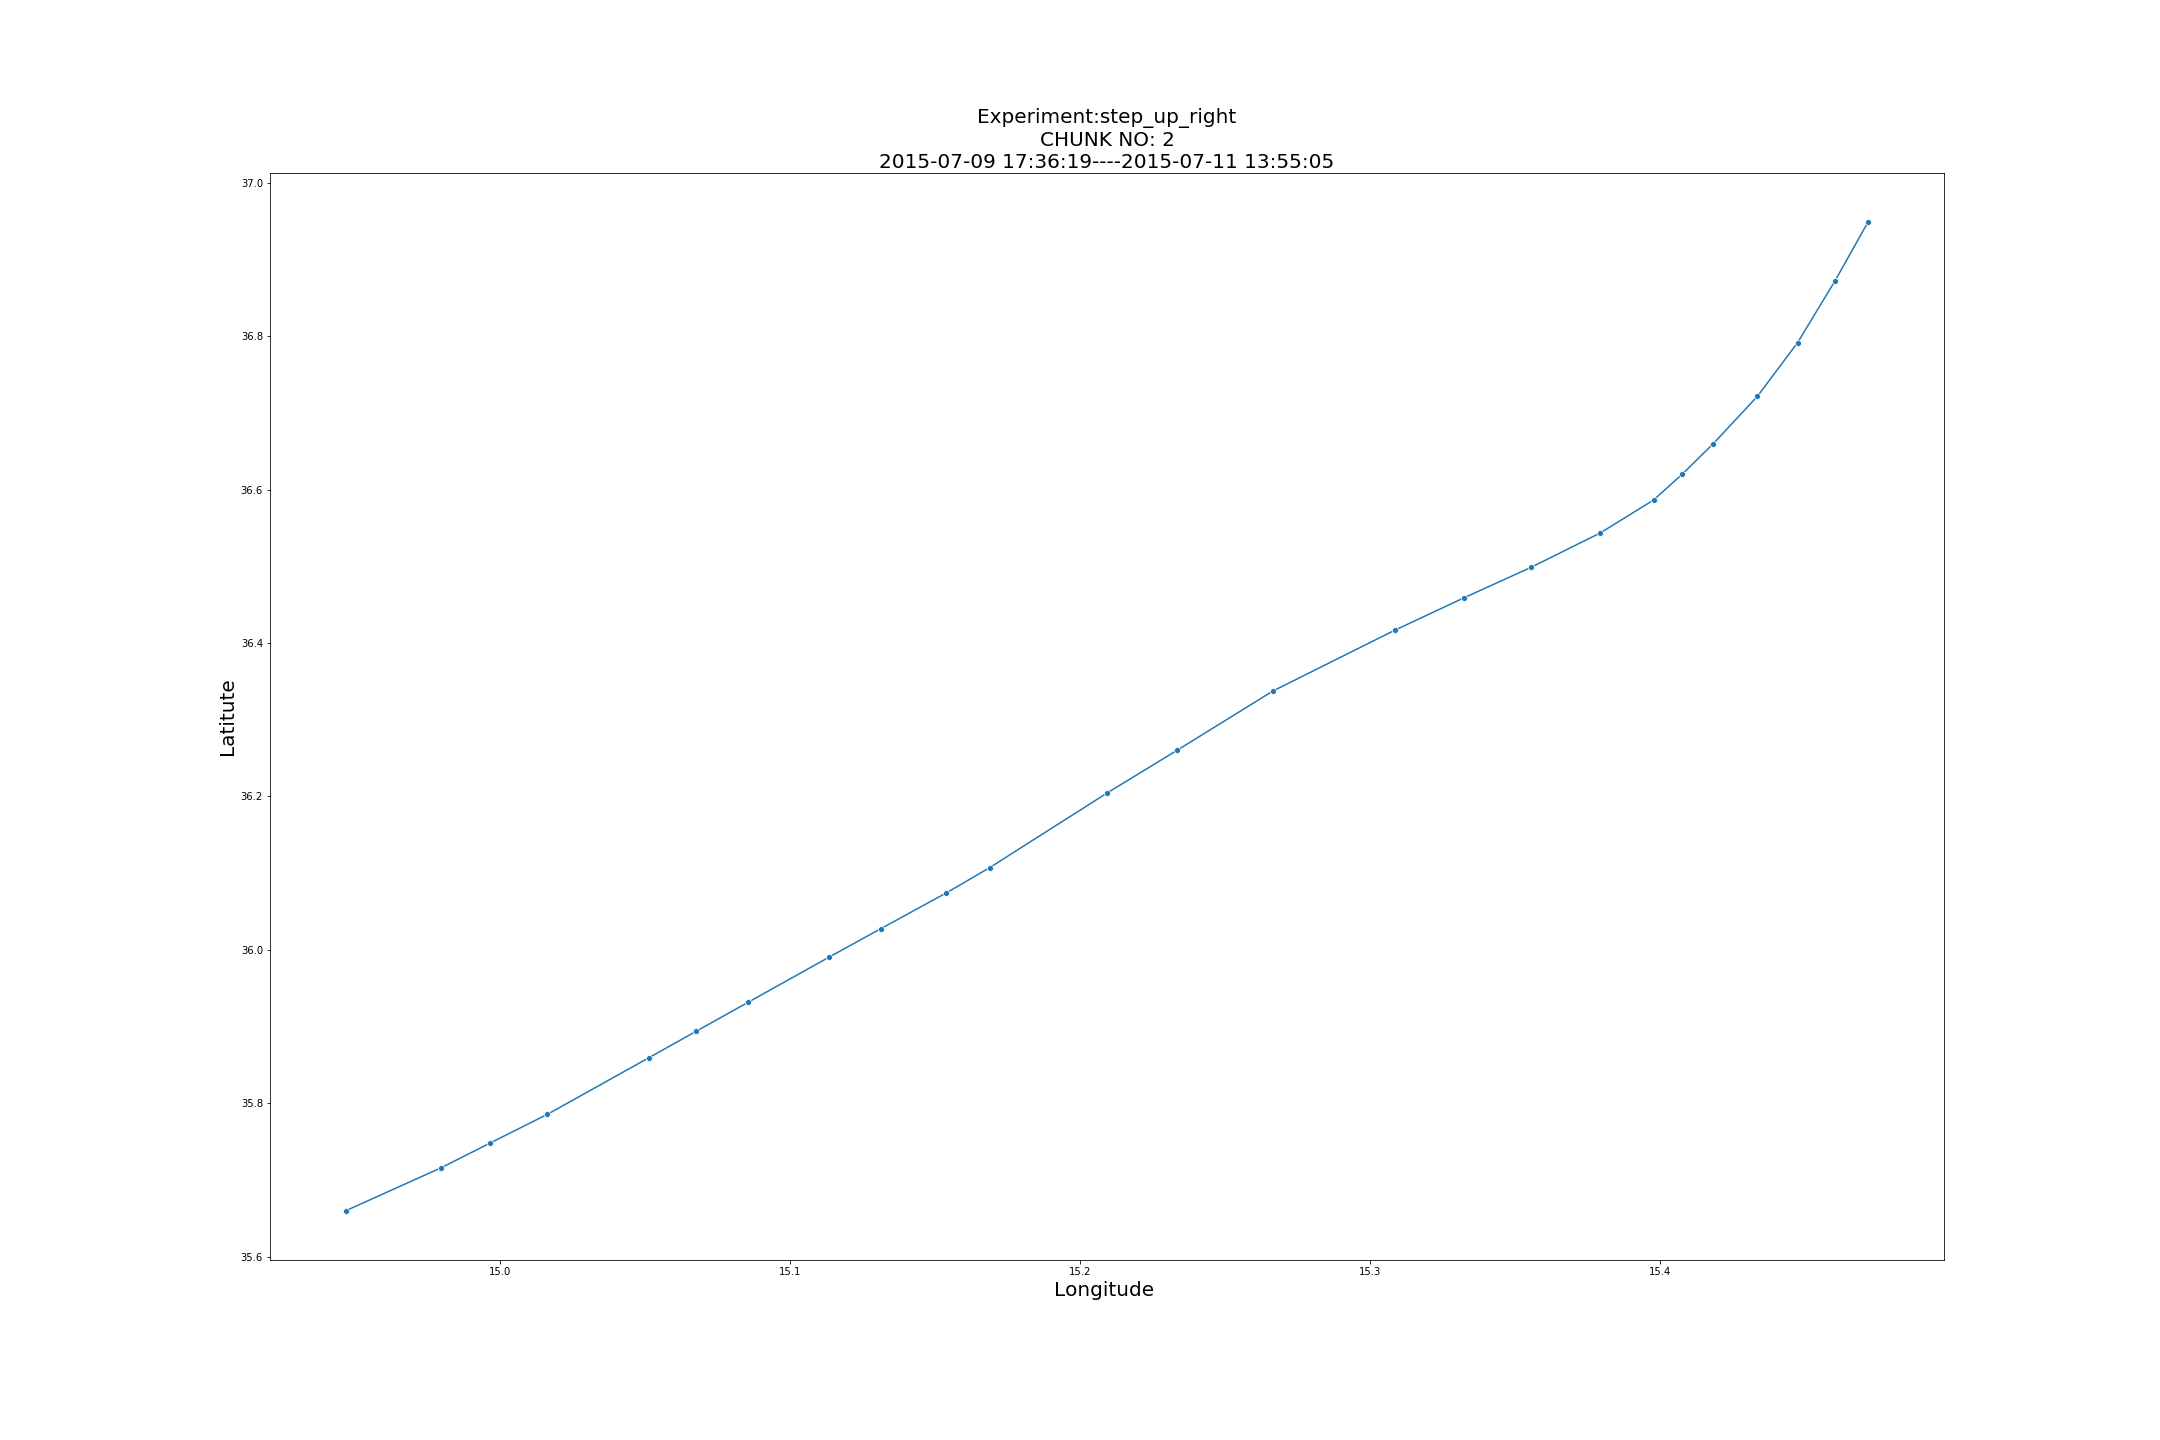 Experiment:step_up_right
CHUNK NO: 2
2015-07-09 17:36:19----2015-07-11 13:55:05
37.0
36.8
36.6
36.4
36.2
36.0
35.8
35.6
Latitute
15.0 15.1 15.2 15.3 15.4
Longitude